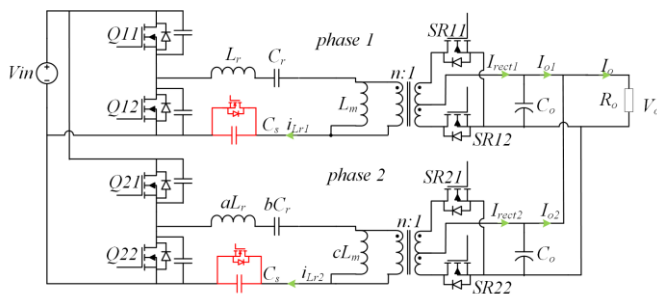 Q11
SR11
phase 1
Lr
Cr
n:1
Irect1
Io1
Io
Vin
Q12
Cs
iLr1
Lm
Co
Ro
Vo
SR12
phase 2
Q21
SR21
aLr
bCr
n:1
Irect2
Io2
Q22
Cs
iLr2
cLm
Co
SR22